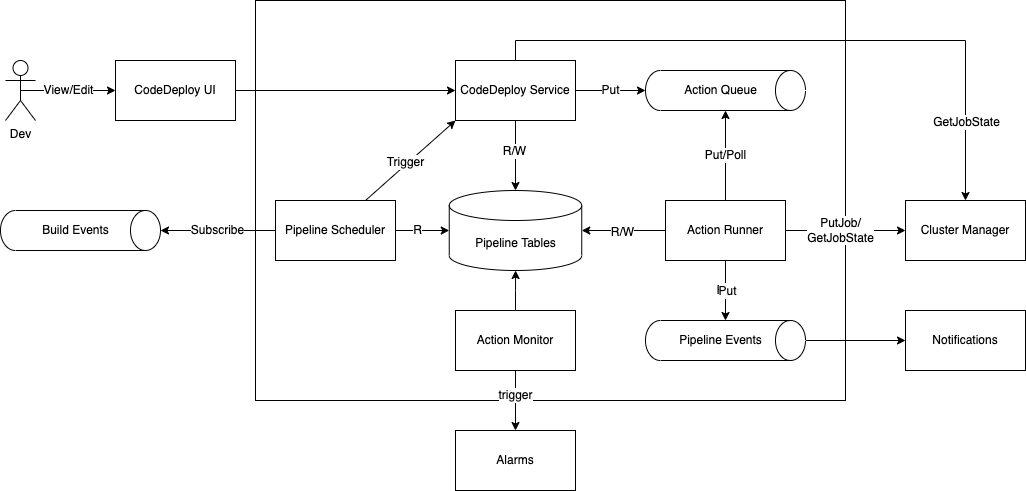 View/Edit
CodeDeploy UI
CodeDeploy Service
Put
Action Queue
Dev
GetJobState
R/W
Put/Poll
Trigger
Build Events
Subscribe
Pipeline Scheduler
R
Pipeline Tables
R/W
Action Runner
PutJob/
GetJobState
Cluster Manager
Put
Action Monitor
Pipeline Events
Notifications
trigger
Alarms